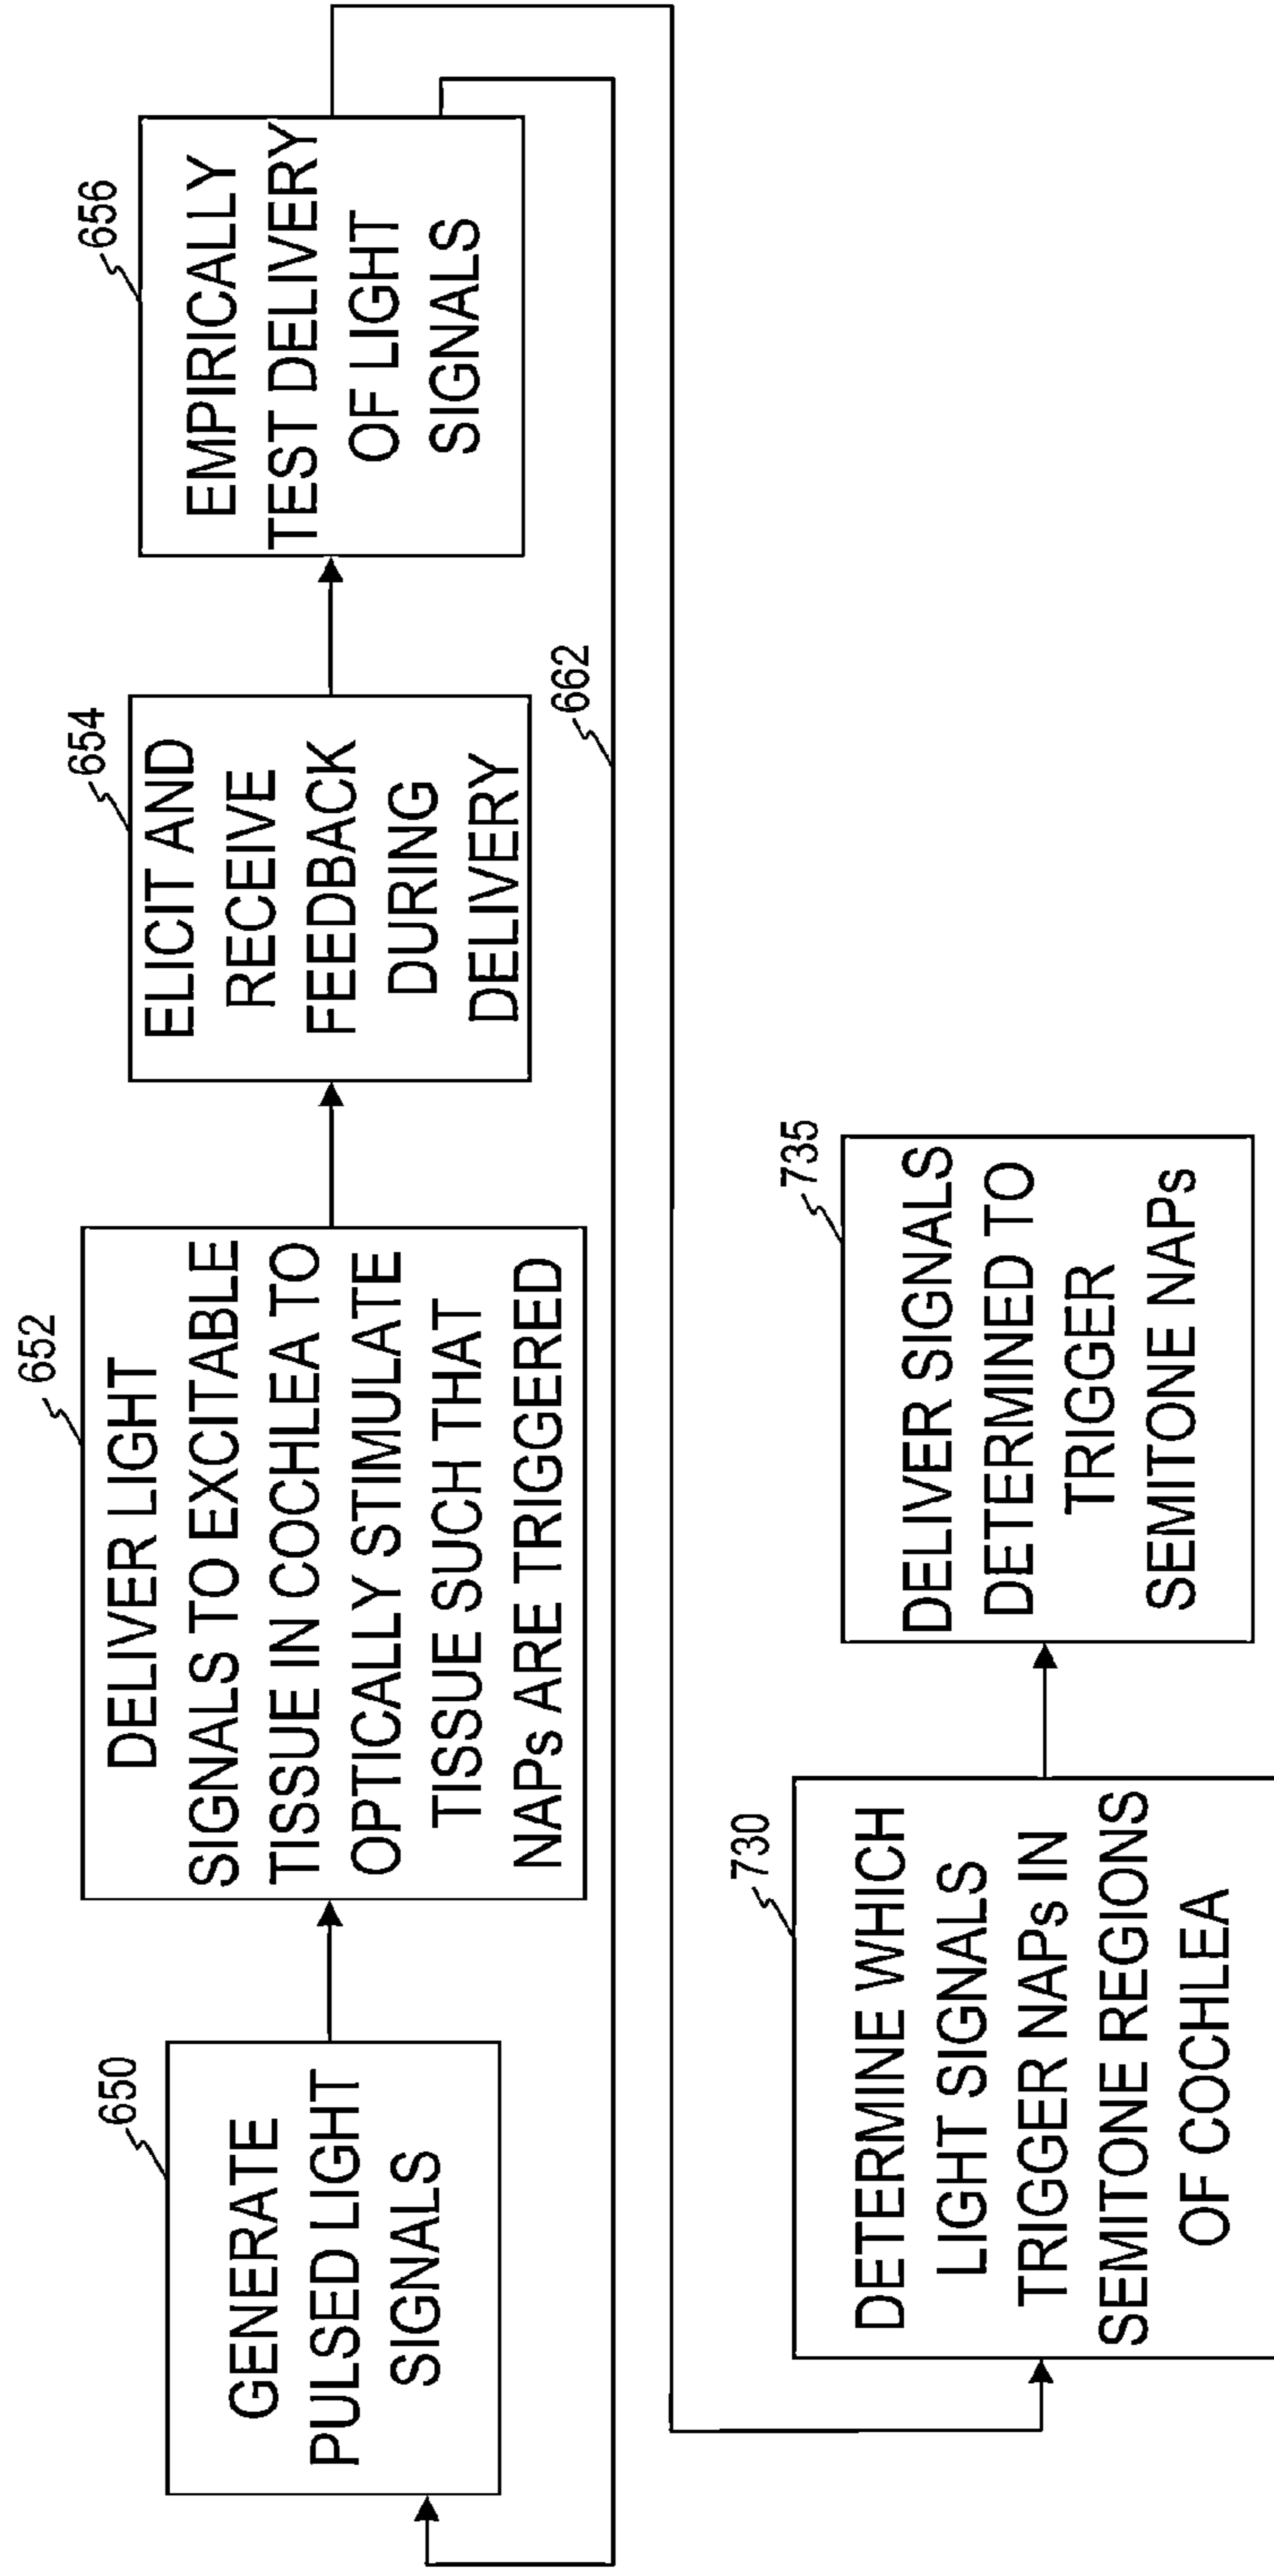 650
GENERATE
PULSED LIGHT
SIGNALS
652
DELIVER LIGHT
SIGNALS TO EXCITABLE
TISSUE IN COCHLEA TO
OPTICALLY STIMULATE
TISSUE SUCH THAT
NAPs ARE TRIGGERED
654
ELICIT AND
RECEIVE
FEEDBACK
DURING
DELIVERY
656
EMPIRICALLY
TEST DELIVERY
OF LIGHT
SIGNALS
662
730
DETERMINE WHICH
LIGHT SIGNALS
TRIGGER NAPs IN
SEMITONE REGIONS
OF COCHLEA
735
DELIVER SIGNALS
DETERMINED TO
TRIGGER
SEMITONE NAPs